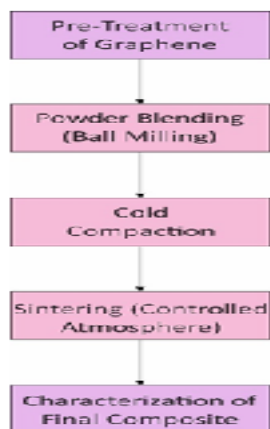 Pre-Treatment
of Graphene
Powder Blending
(Ball Milling)
Cold
Compaction
Sintering (Controlled
Atmosphere)
Characterization of
Final Composite